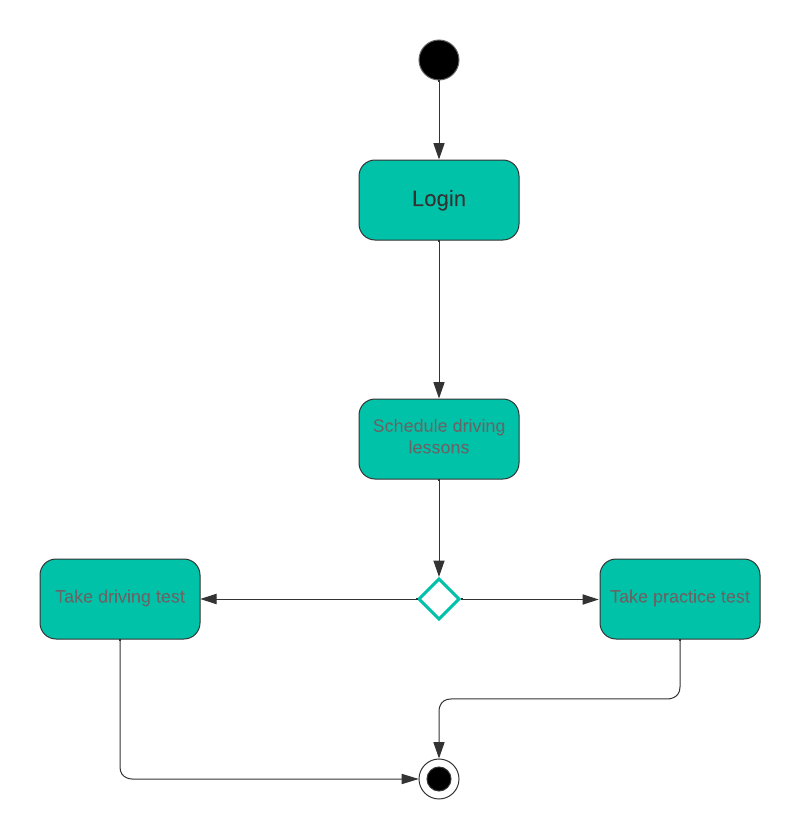 Login
Schedule driving
lessons
Take driving test
Take practice test